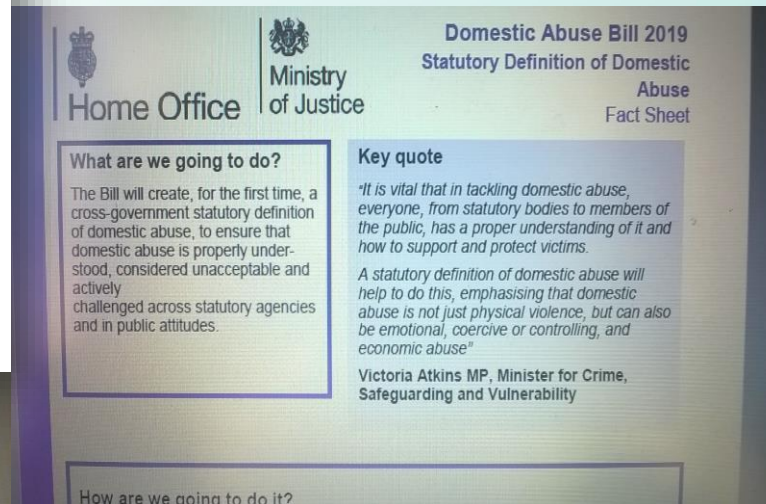 Home Office
Ministry
of Justice
Domestic Abuse Bill 2019
Statutory Definition of Domestic
Abuse
Fact Sheet
What are we going to do?
The Bill will create, for the first time, a
cross-government statutory definition
of domestic abuse, to ensure that
domestic abuse is properly under-
stood, considered unacceptable and
actively
challenged across statutory agencies
and in public attitudes.
Key quote
“It is vital that in tackling domestic abuse,
everyone, from statutory bodies to members of
the public, has a proper understanding of it and
how to support and protect victims.
A statutory definition of domestic abuse will
help to do this, emphasising that domestic
abuse is not just physical violence, but can also
be emotional, coercive or controlling, and
economic abuse”
Victoria Atkins MP, Minister for Crime,
Safeguarding and Vulnerability
How are we going to do it?